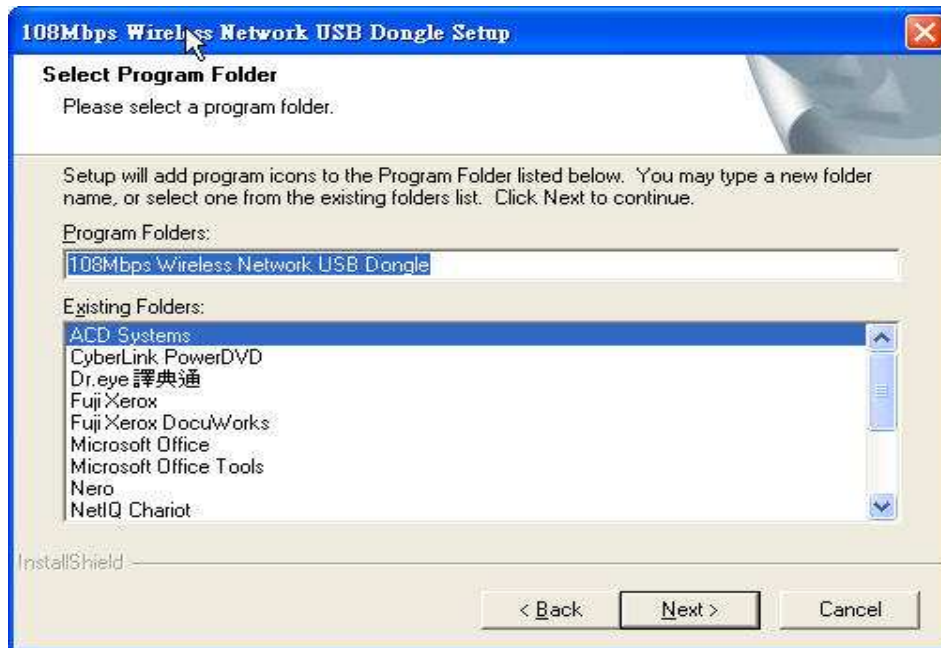 108Mbps Wireless Network USB Dongle Setup
Select Program Folder
Please select a program folder.
Setup will add program icons to the Program Folder listed below. You may type a new folder
name, or select one from the existing folders list. Click Next to continue.
Program Folders:
108Mbps Wireless Network USB Dongle
Existing Folders:
ACD Systems
CyberLink PowerDVD
Dr.eye 譯典通
Fuji Xerox
Fuji Xerox DocuWorks
Microsoft Office
Microsoft Office Tools
Nero
NetIQ Chariot
InstallShield
< Back Next > Cancel